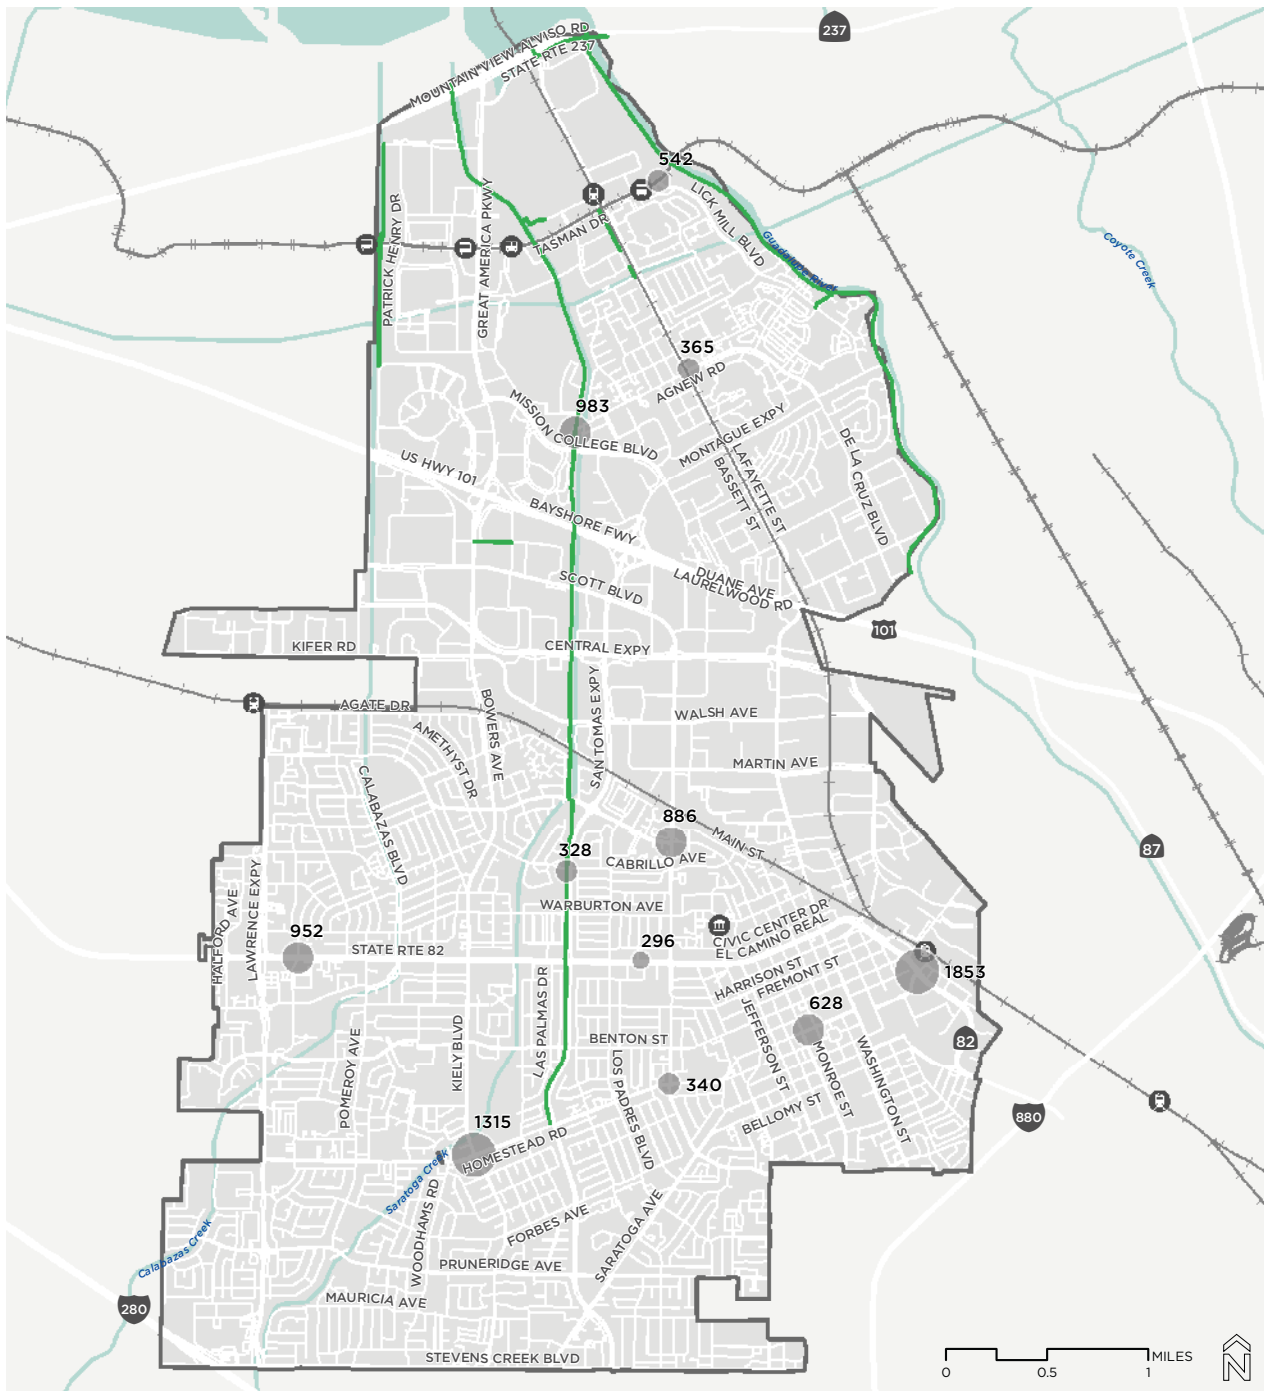 237
MOUNTAIN VIEW ALVISO RD
STATE RTE 237
542
LICK MILL BLVD
PATRICK HENRY DR
GREAT AMERICA PKWY
TASMAN DR
Guadalupe River
Coyote Creek
365
AGNEW RD
983
MISSION COLLEGE BLVD
MONTAGUE EXPY
US HWY 101
LAFAYETTE ST
BASSETT ST
DE LA CRUZ BLVD
BAYSHORE FWY
DUANE AVE
LAURELWOOD RD
SCOTT BLVD
101
KIFER RD
CENTRAL EXPY
AGATE DR
WALSH AVE
BOWERS AVE
SAN TOMAS EXPY
AMETHYST DR
MARTIN AVE
CALABAZAS BLVD
886
MAIN ST
87
328
CABRILLO AVE
HALFORD AVE
LAWRENCE EXPY
WARBURTON AVE
CIVIC CENTER DR
EL CAMINO REAL
952
STATE RTE 82
296
1853
HARRISON ST
FREMONT ST
LAS PALMAS DR
628
JEFFERSON ST
MONROE ST
WASHINGTON ST
82
POMEROY AVE
KIELY BLVD
BENTON ST
LOS PADRES BLVD
340
BELLOMY ST
880
1315
HOMESTEAD RD
Saratoga Creek
WOODHAMS RD
FORBES AVE
SARATOGA AVE
Calabazas Creek
PRUNERIDGE AVE
280
MAURICIA AVE
STEVENS CREEK BLVD
MILES
0
0.5
1
N